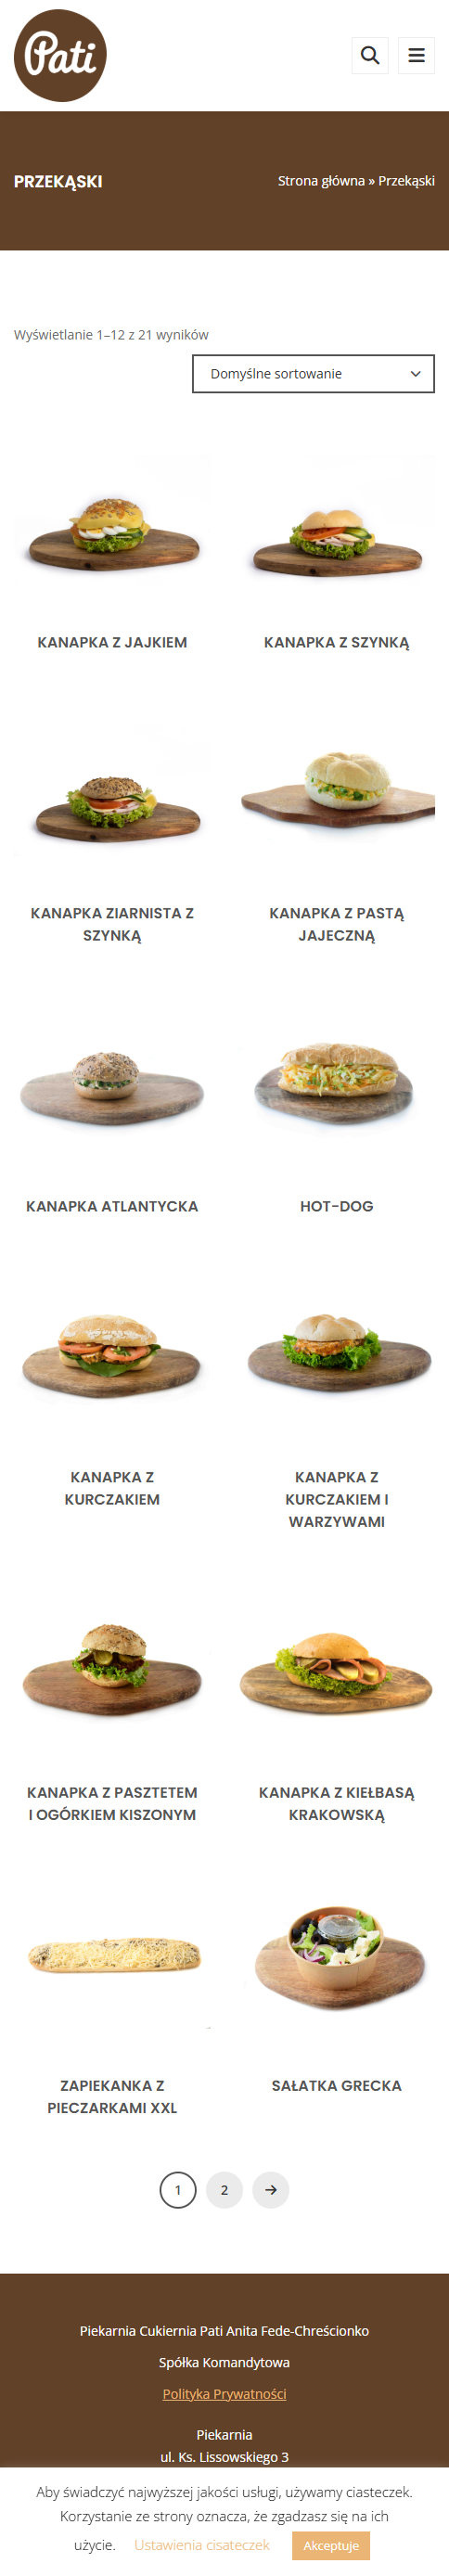 Pati
PRZEKĄSKI
Strona główna » Przekąski
Wyświetlanie 1–12 z 21 wyników
Domyślne sortowanie
KANAPKA Z JAJKIEM
KANAPKA Z SZYNKĄ
KANAPKA ZIARNISTA Z
SZYNKĄ
KANAPKA Z PASTĄ
JAJECZNĄ
KANAPKA ATLANTYCKA
HOT-DOG
KANAPKA Z
KURCZAKIEM
KANAPKA Z
KURCZAKIEM I
WARZYWAMI
KANAPKA Z PASZTETEM
I OGÓRKIEM KISZONYM
KANAPKA Z KIEŁBASĄ
KRAKOWSKĄ
ZAPIEKANKA Z
PIECZARKAMI XXL
SAŁATKA GRECKA
1 2 →
Piekarnia Cukiernia Pati Anita Fede-Chreścionko
Spółka Komandytowa
Polityka Prywatności
Piekarnia
ul. Ks. Lissowskiego 3
Aby świadczyć najwyższej jakości usługi, używamy ciasteczek.
Korzystanie ze strony oznacza, że zgadzasz się na ich
użycie. Ustawienia cisateczek Akceptuje